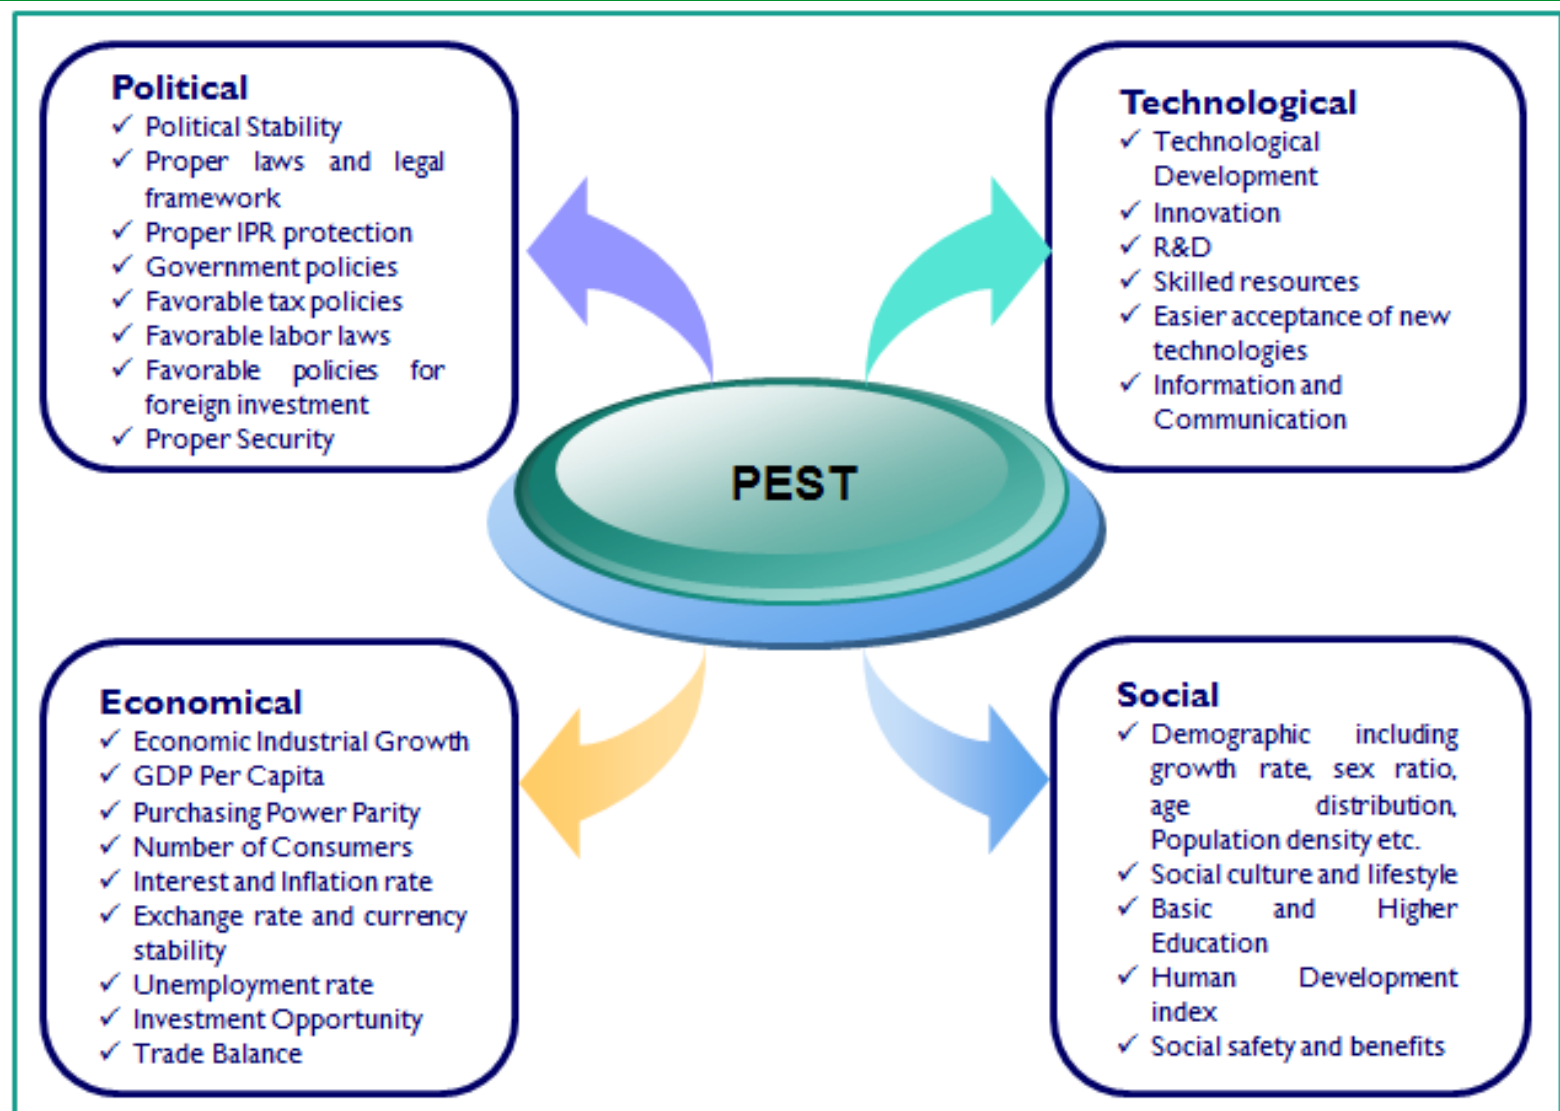 Political
✓ Political Stability
✓ Proper laws and legal
framework
✓ Proper IPR protection
✓ Government policies
✓ Favorable tax policies
✓ Favorable labor laws
✓ Favorable policies for
foreign investment
✓ Proper Security
Technological
✓ Technological
Development
✓ Innovation
✓ R&D
✓ Skilled resources
✓ Easier acceptance of new
technologies
✓ Information and
Communication
PEST
Economical
✓ Economic Industrial Growth
✓ GDP Per Capita
✓ Purchasing Power Parity
✓ Number of Consumers
✓ Interest and Inflation rate
✓ Exchange rate and currency
stability
✓ Unemployment rate
✓ Investment Opportunity
✓ Trade Balance
Social
✓ Demographic including
growth rate, sex ratio,
age distribution,
Population density etc.
✓ Social culture and lifestyle
✓ Basic and Higher
Education
✓ Human Development
index
✓ Social safety and benefits